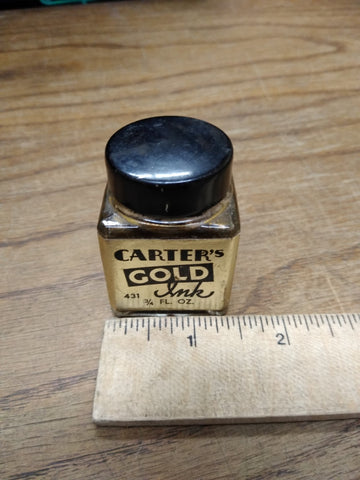 CARTER's
GOLD
Ink
431
3/4 FL. OZ.
1 2